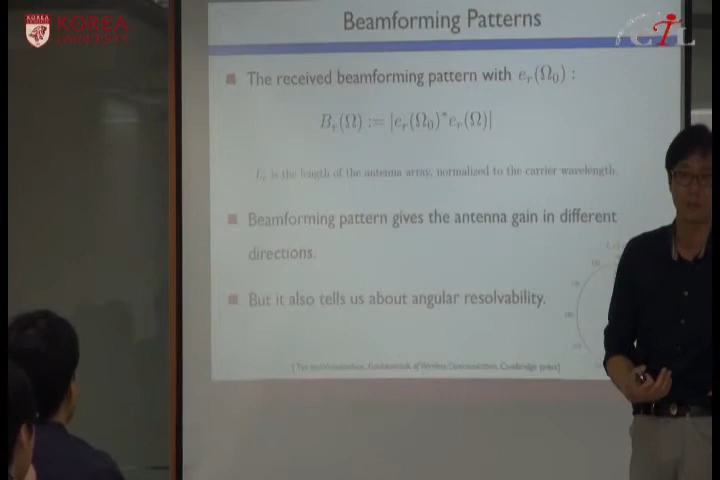 KOREA
UNIVERSITY
Beamforming Patterns
CTL
The received beamforming pattern with e_r(Ω_0) :
B_r(Ω) := |e_r(Ω_0)^* e_r(Ω)|
L_r is the length of the antenna array, normalized to the carrier wavelength.
Beamforming pattern gives the antenna gain in different
directions.
But it also tells us about angular resolvability.
Fundamentals of Wireless Communication, Cambridge press]